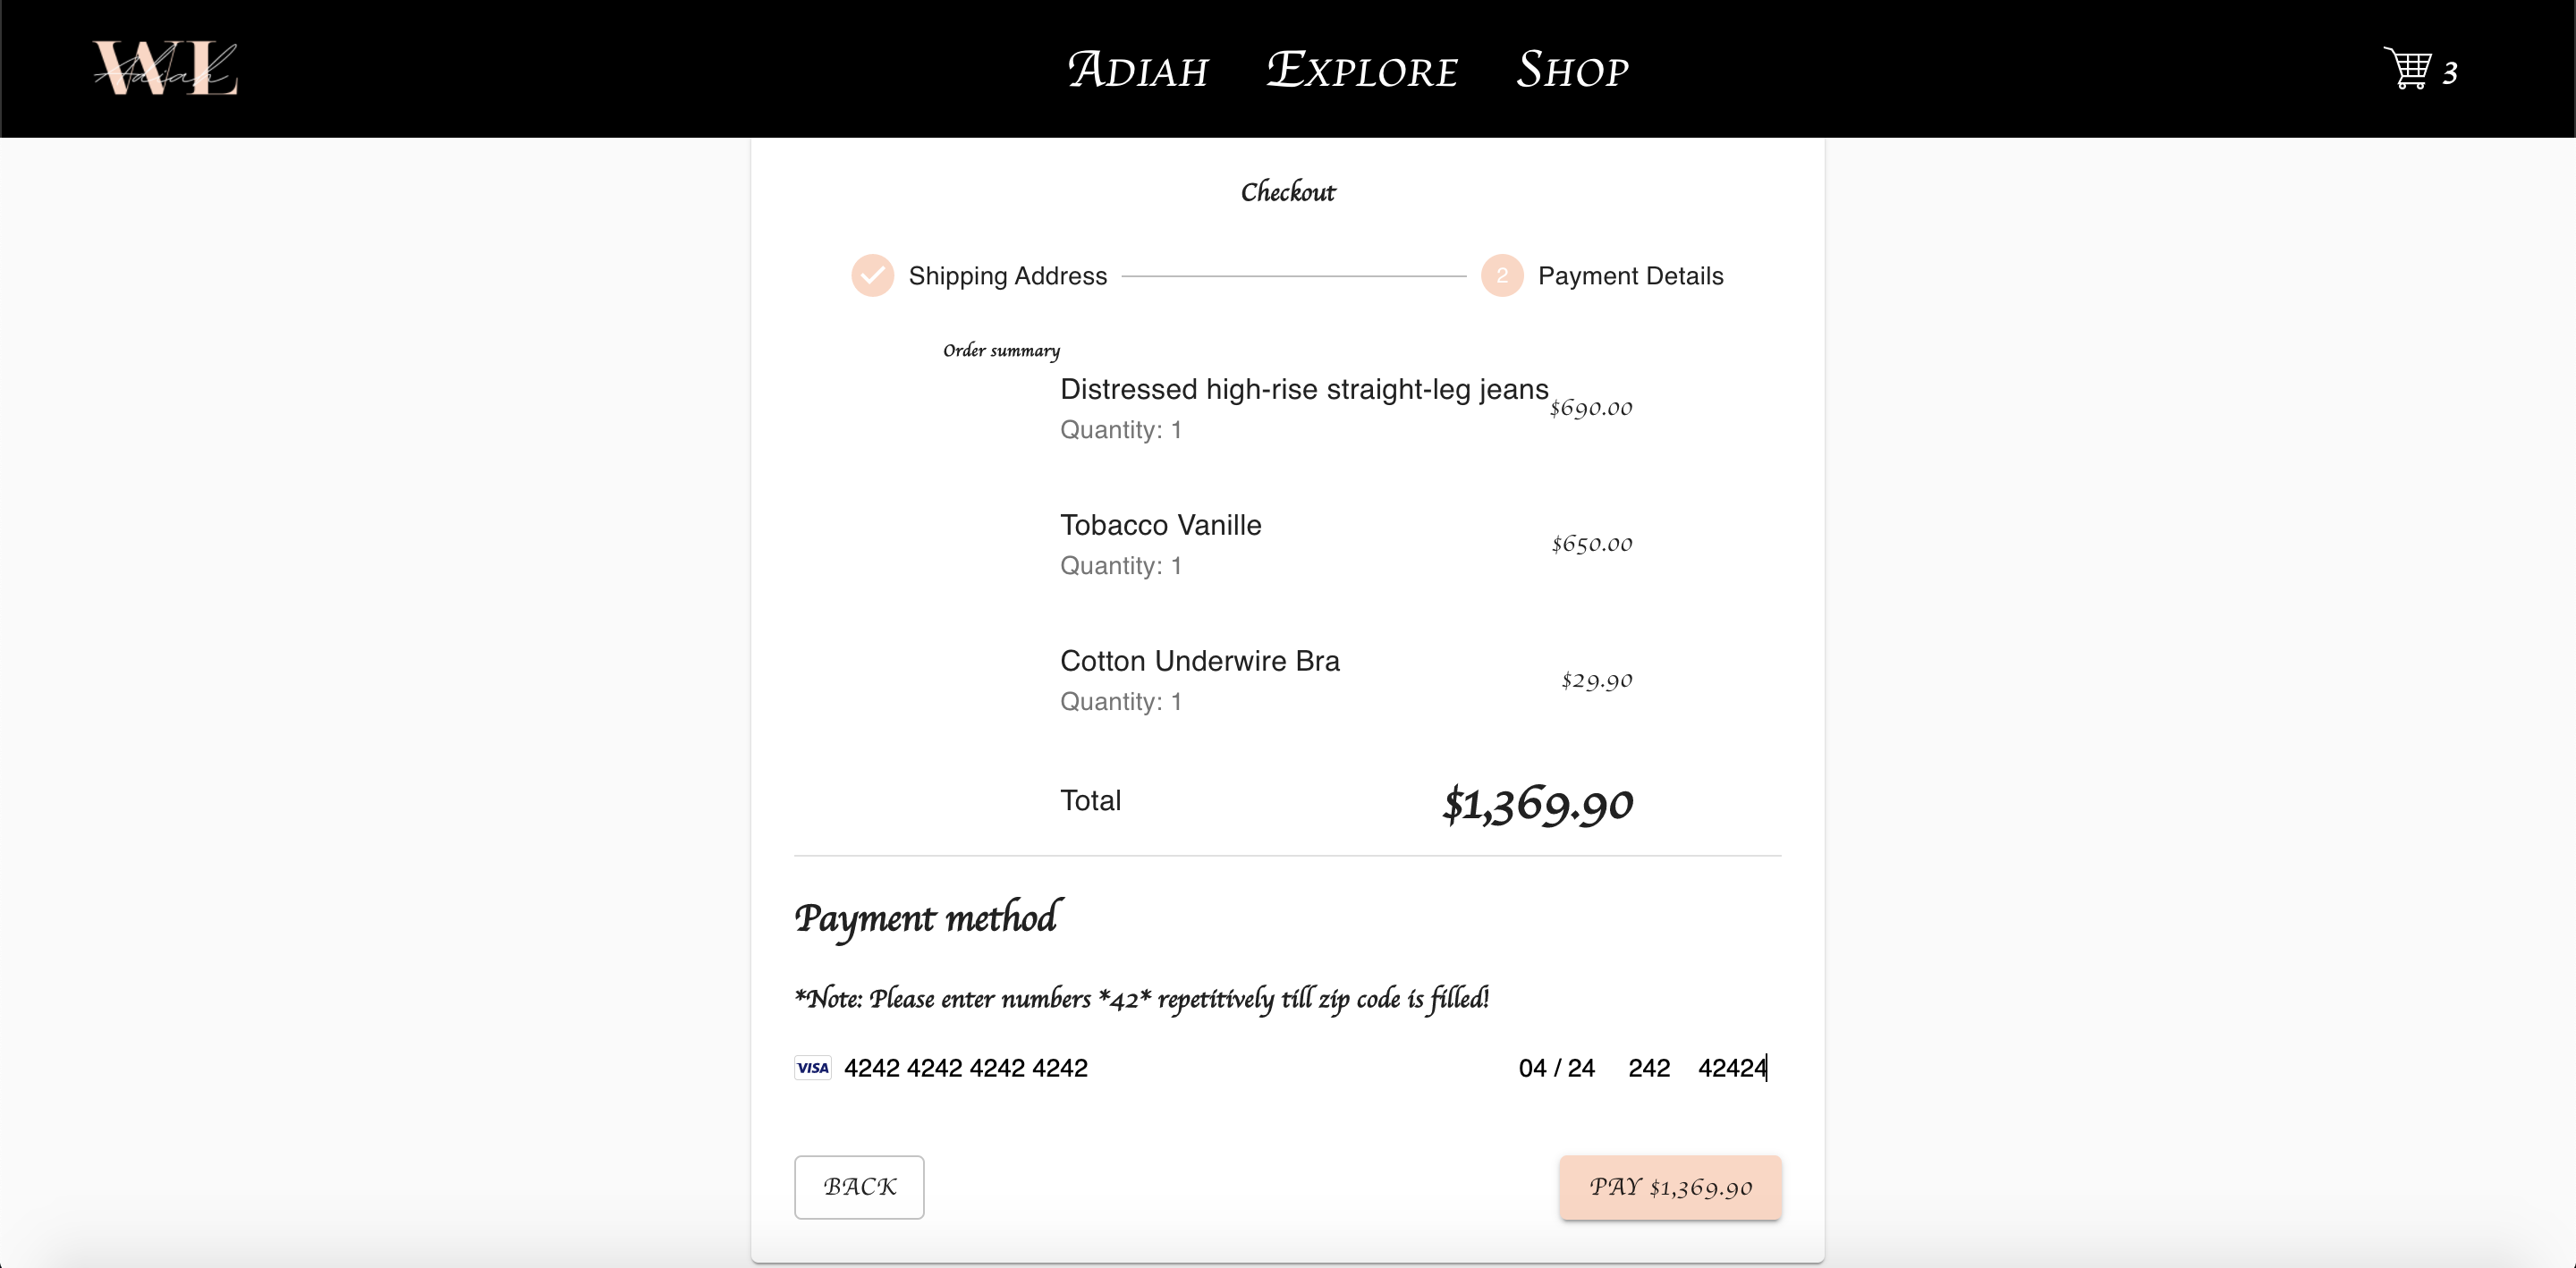 WL
Adiah
Adiah Explore Shop
3
Checkout
Shipping Address
2 Payment Details
Order summary
Distressed high-rise straight-leg jeans
$690.00
Quantity: 1
Tobacco Vanille
$650.00
Quantity: 1
Cotton Underwire Bra
$29.90
Quantity: 1
Total $1,369.90
Payment method
*Note: Please enter numbers *42* repetitively till zip code is filled!
VISA 4242 4242 4242 4242 04 / 24 242 42424
BACK PAY $1,369.90